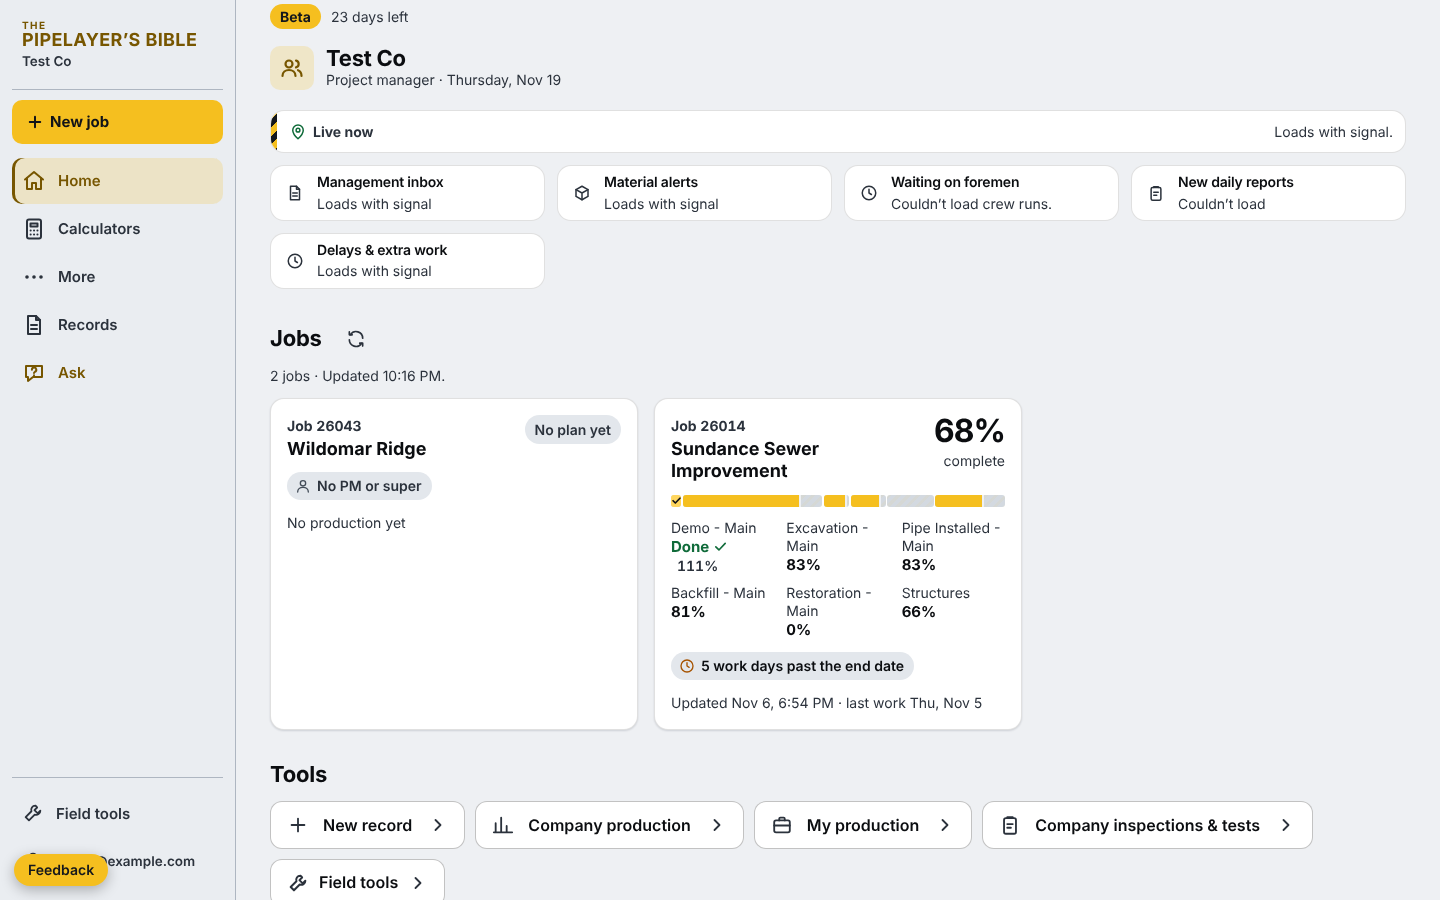 THE
PIPELAYER’S BIBLE
Test Co
New job
Home
Calculators
More
Records
Ask
Field tools
@example.com
Feedback
Beta
23 days left
Test Co
Project manager · Thursday, Nov 19
Live now
Loads with signal.
Management inbox
Loads with signal
Material alerts
Loads with signal
Waiting on foremen
Couldn’t load crew runs.
New daily reports
Couldn’t load
Delays & extra work
Loads with signal
Jobs
2 jobs · Updated 10:16 PM.
Job 26043
Wildomar Ridge
No plan yet
No PM or super
No production yet
Job 26014
Sundance Sewer
Improvement
68%
complete
Demo - Main
Done
111%
Excavation -
Main
83%
Pipe Installed -
Main
83%
Backfill - Main
81%
Restoration -
Main
0%
Structures
66%
5 work days past the end date
Updated Nov 6, 6:54 PM · last work Thu, Nov 5
Tools
New record
Company production
My production
Company inspections & tests
Field tools